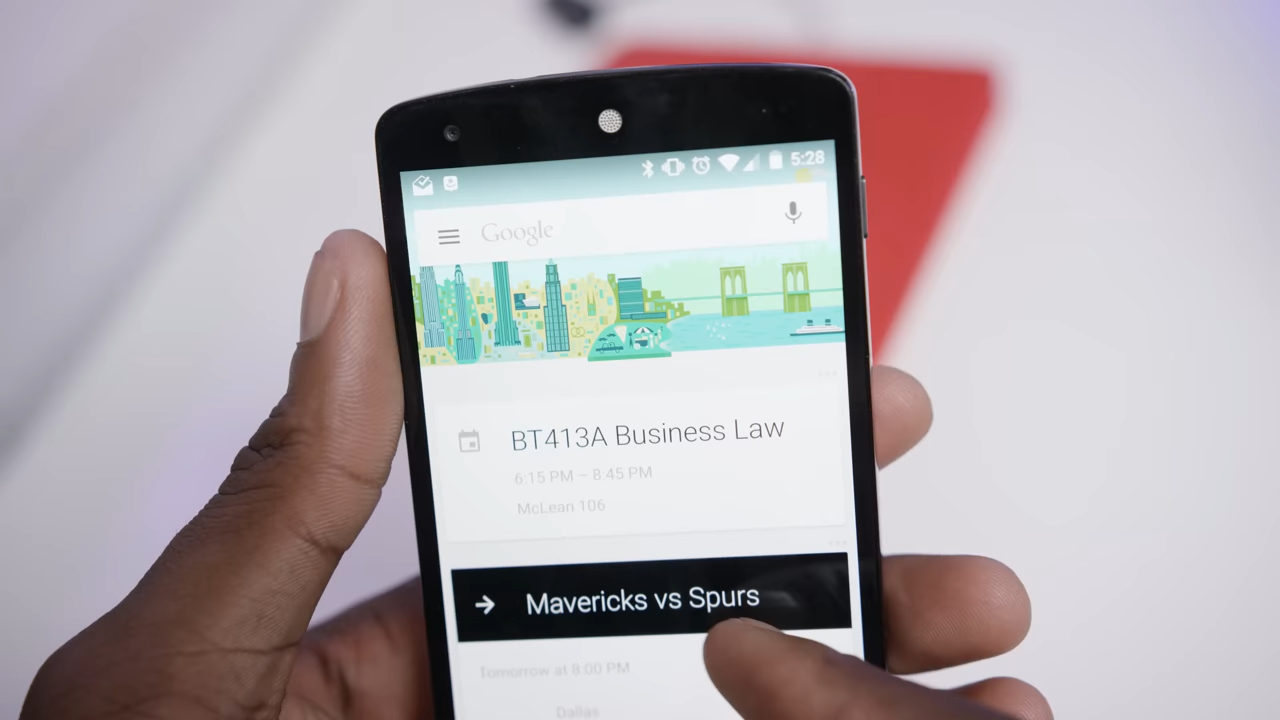 5:28
Google
BT413A Business Law
6:15 PM – 8:45 PM
McLean 106
Mavericks vs Spurs
Tomorrow at 8:00 PM
Dallas